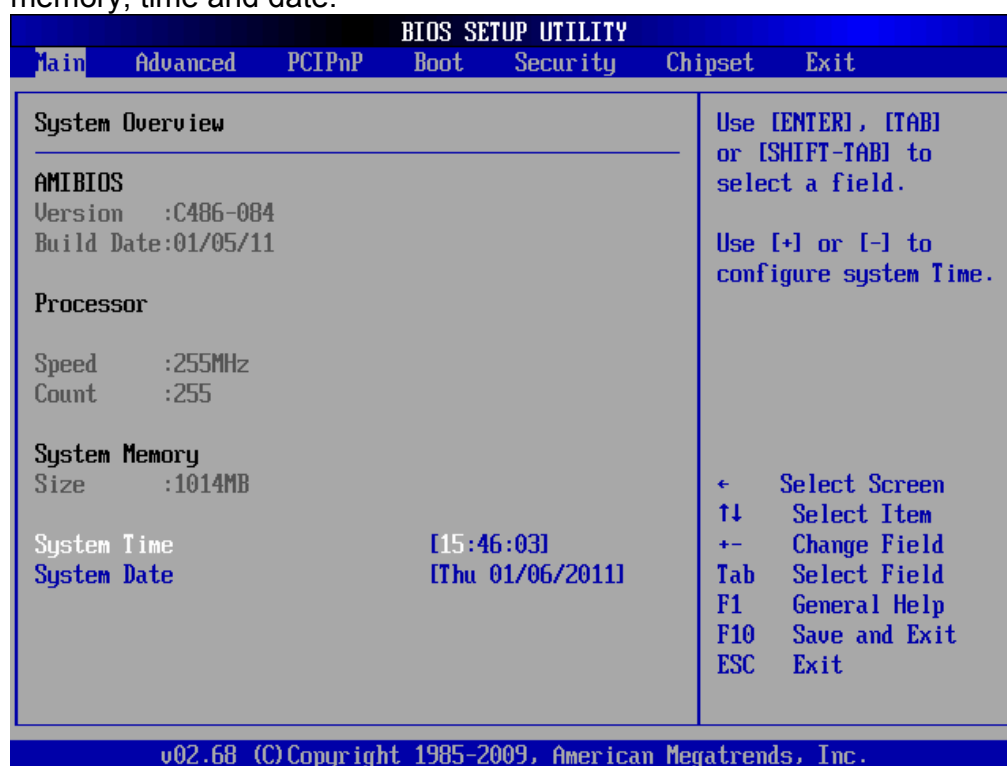 memory, time and date.
BIOS SETUP UTILITY
Main Advanced PCIPnP Boot Security Chipset Exit
System Overview
AMIBIOS
Version :C486-084
Build Date:01/05/11
Processor
Speed :255MHz
Count :255
System Memory
Size :1014MB
System Time [15:46:03]
System Date [Thu 01/06/2011]
Use [ENTER], [TAB]
or [SHIFT-TAB] to
select a field.
Use [+] or [-] to
configure system Time.
← Select Screen
↑↓ Select Item
+- Change Field
Tab Select Field
F1 General Help
F10 Save and Exit
ESC Exit
v02.68 (C)Copyright 1985-2009, American Megatrends, Inc.